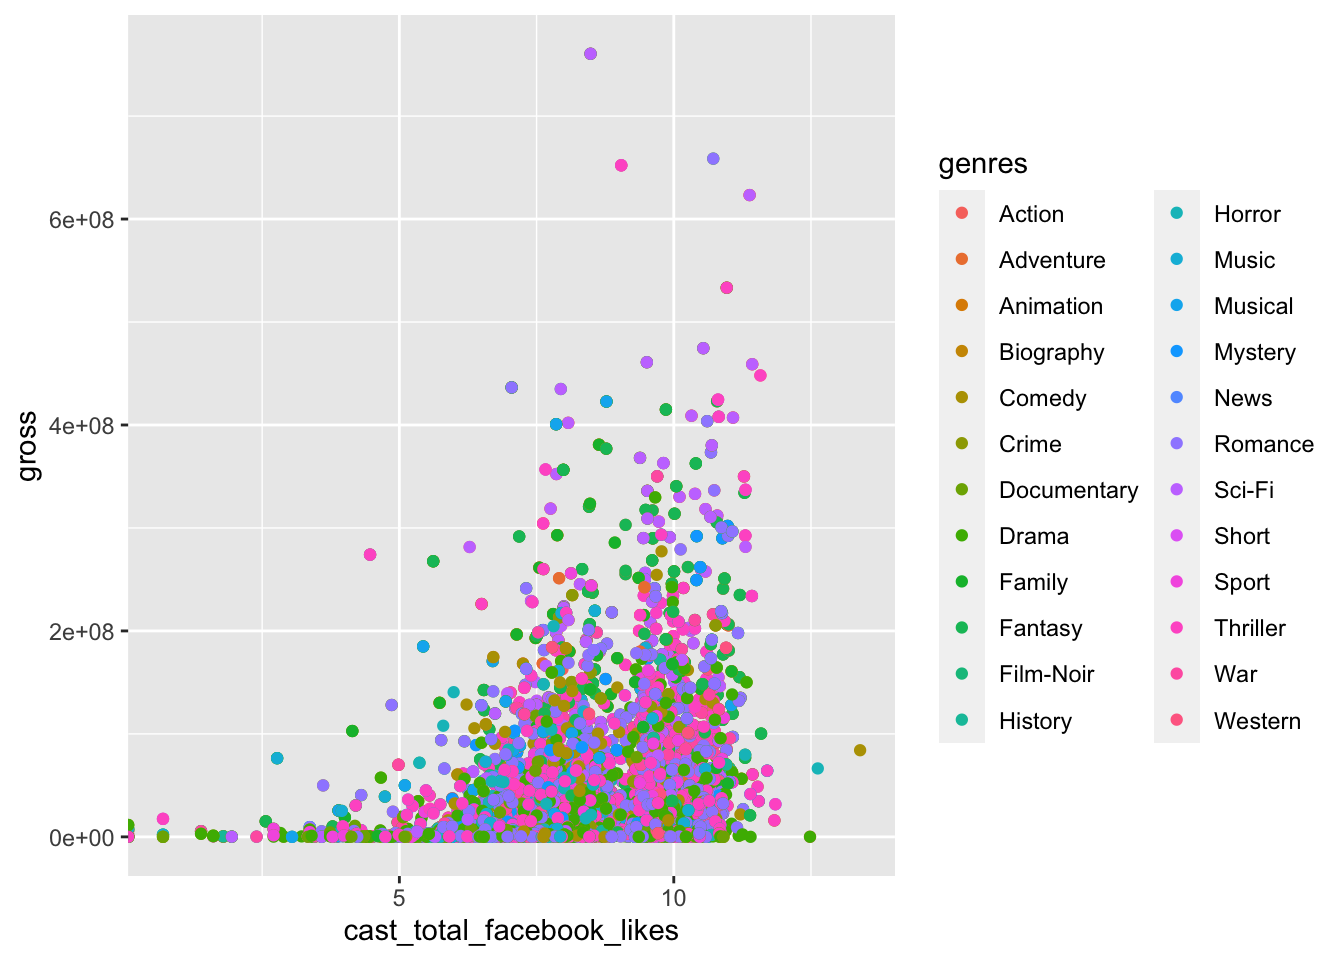 gross
6e+08
4e+08
2e+08
0e+00
5
10
cast_total_facebook_likes
genres
Action
Adventure
Animation
Biography
Comedy
Crime
Documentary
Drama
Family
Fantasy
Film-Noir
History
Horror
Music
Musical
Mystery
News
Romance
Sci-Fi
Short
Sport
Thriller
War
Western